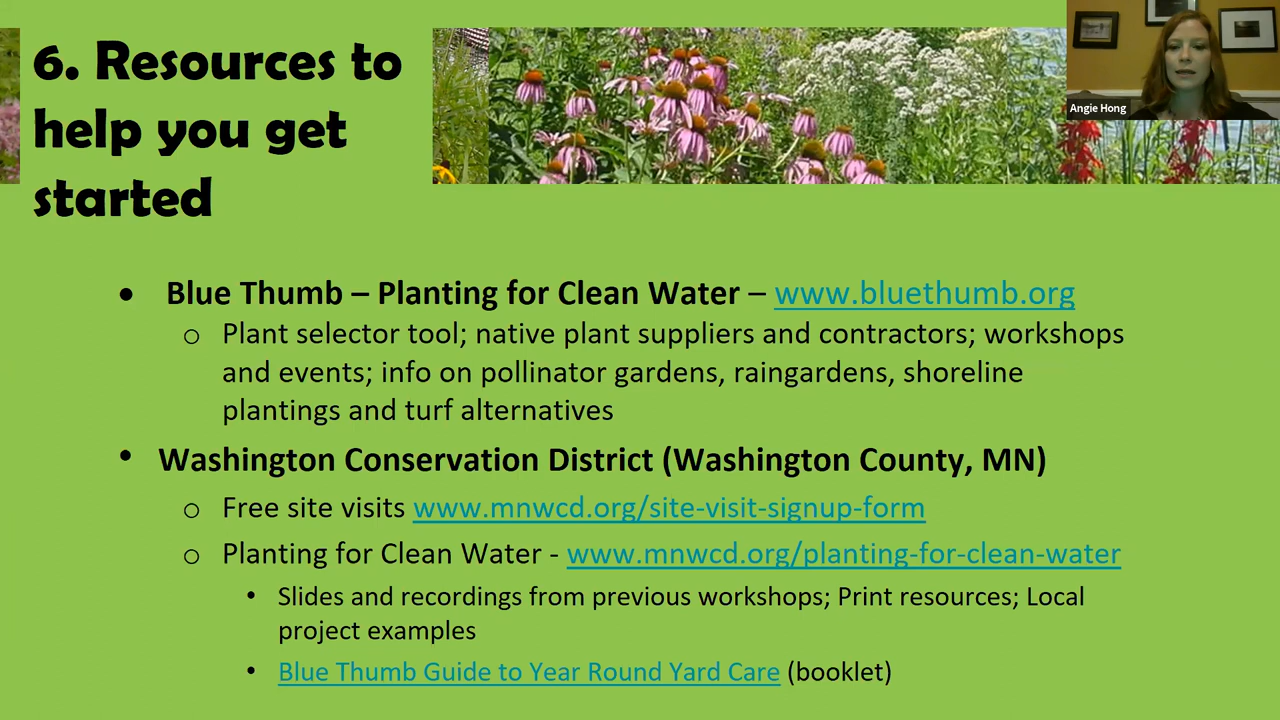 6. Resources to
help you get
started
Angie Hong
• Blue Thumb – Planting for Clean Water – www.bluethumb.org
o Plant selector tool; native plant suppliers and contractors; workshops
and events; info on pollinator gardens, raingardens, shoreline
plantings and turf alternatives
• Washington Conservation District (Washington County, MN)
o Free site visits www.mnwcd.org/site-visit-signup-form
o Planting for Clean Water - www.mnwcd.org/planting-for-clean-water
• Slides and recordings from previous workshops; Print resources; Local
project examples
• Blue Thumb Guide to Year Round Yard Care (booklet)